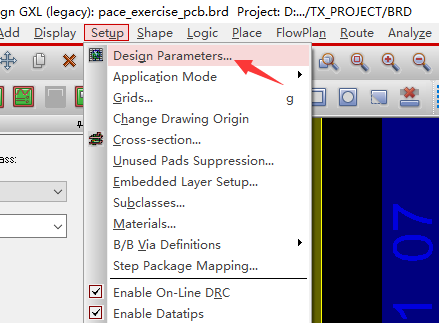 gn GXL (legacy): pace_exercise_pcb.brd Project: D:.../TX_PROJECT/BRD
Add Display Setup Shape Logic Place FlowPlan Route Analyze
Design Parameters...
Application Mode
Grids... g
Change Drawing Origin
Cross-section...
Unused Pads Suppression...
Embedded Layer Setup...
Subclasses...
Materials...
B/B Via Definitions
Step Package Mapping...
Enable On-Line DRC
Enable Datatips
ass:
1 07